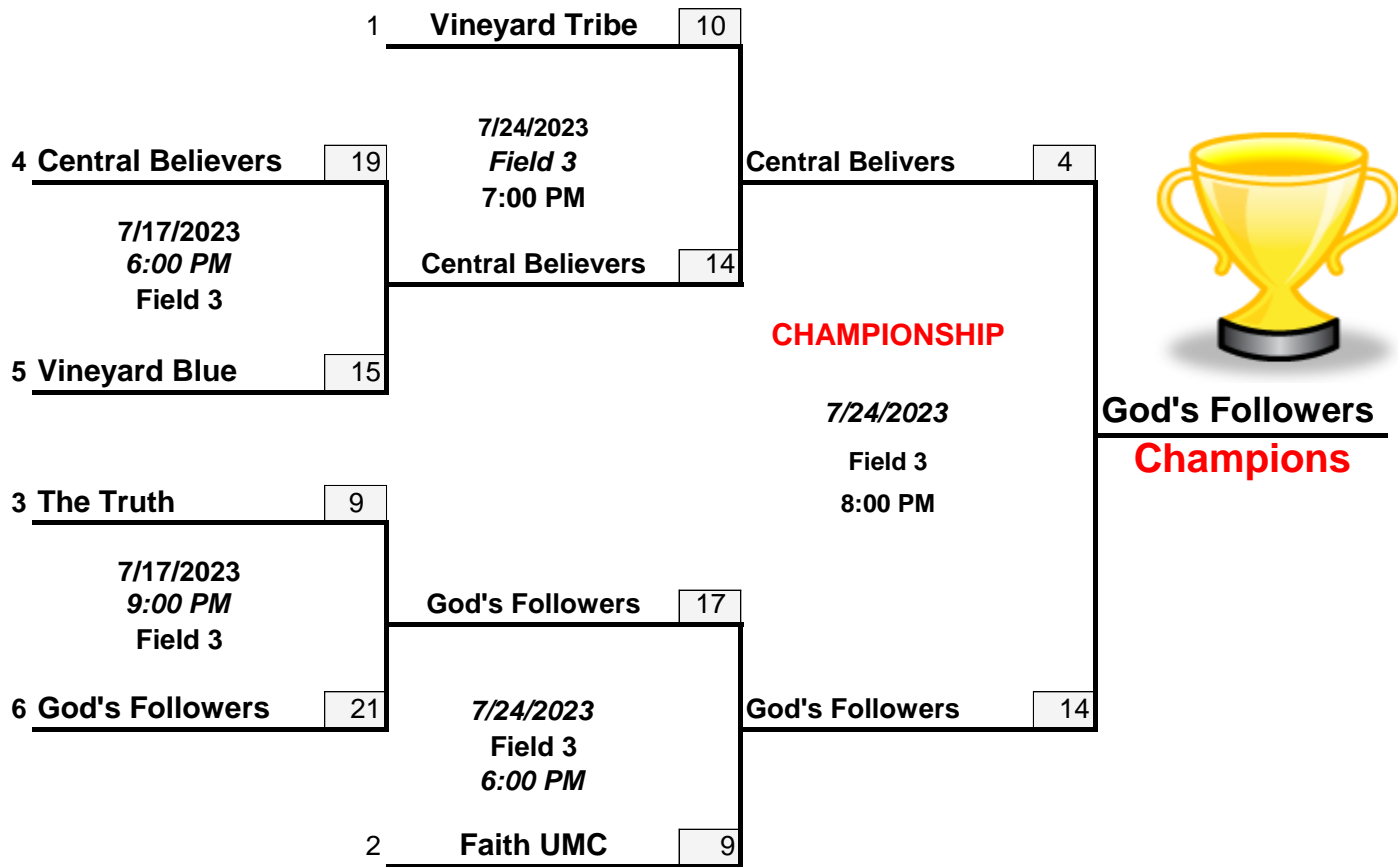 1 Vineyard Tribe 10
7/24/2023
Field 3
7:00 PM
4 Central Believers 19
Central Belivers 4
7/17/2023
6:00 PM
Field 3
Central Believers 14
CHAMPIONSHIP
5 Vineyard Blue 15
7/24/2023
Field 3
8:00 PM
God's Followers
Champions
3 The Truth 9
7/17/2023
9:00 PM
Field 3
God's Followers 17
6 God's Followers 21
7/24/2023
Field 3
6:00 PM
God's Followers 14
2 Faith UMC 9